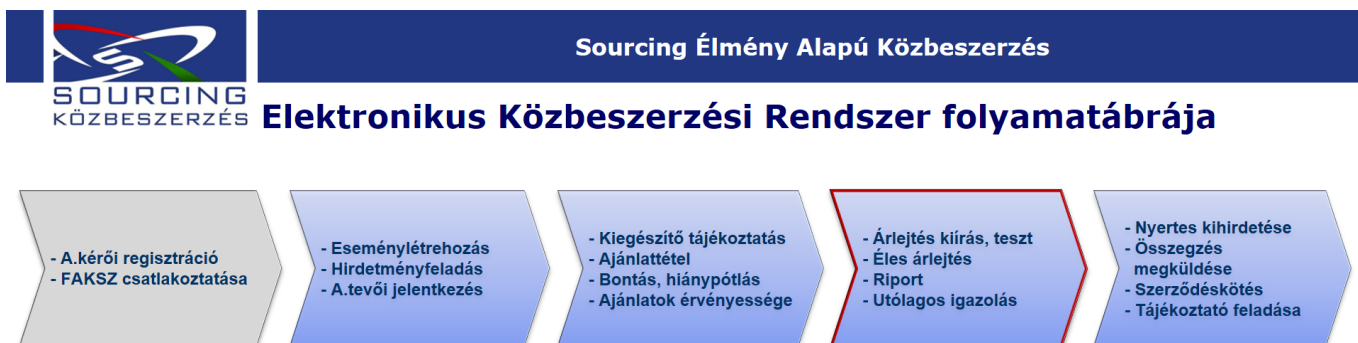 Sourcing Élmény Alapú Közbeszerzés
SOURCING
KÖZBESZERZÉS
Elektronikus Közbeszerzési Rendszer folyamatábrája
- A.kérői regisztráció
- FAKSZ csatlakoztatása
- Eseménylétrehozás
- Hirdetményfeladás
- A.tevői jelentkezés
- Kiegészítő tájékoztatás
- Ajánlattétel
- Bontás, hiánypótlás
- Ajánlatok érvényessége
- Árlejtés kiírás, teszt
- Éles árlejtés
- Riport
- Utólagos igazolás
- Nyertes kihirdetése
- Összegzés
megküldése
- Szerződéskötés
- Tájékoztató feladása